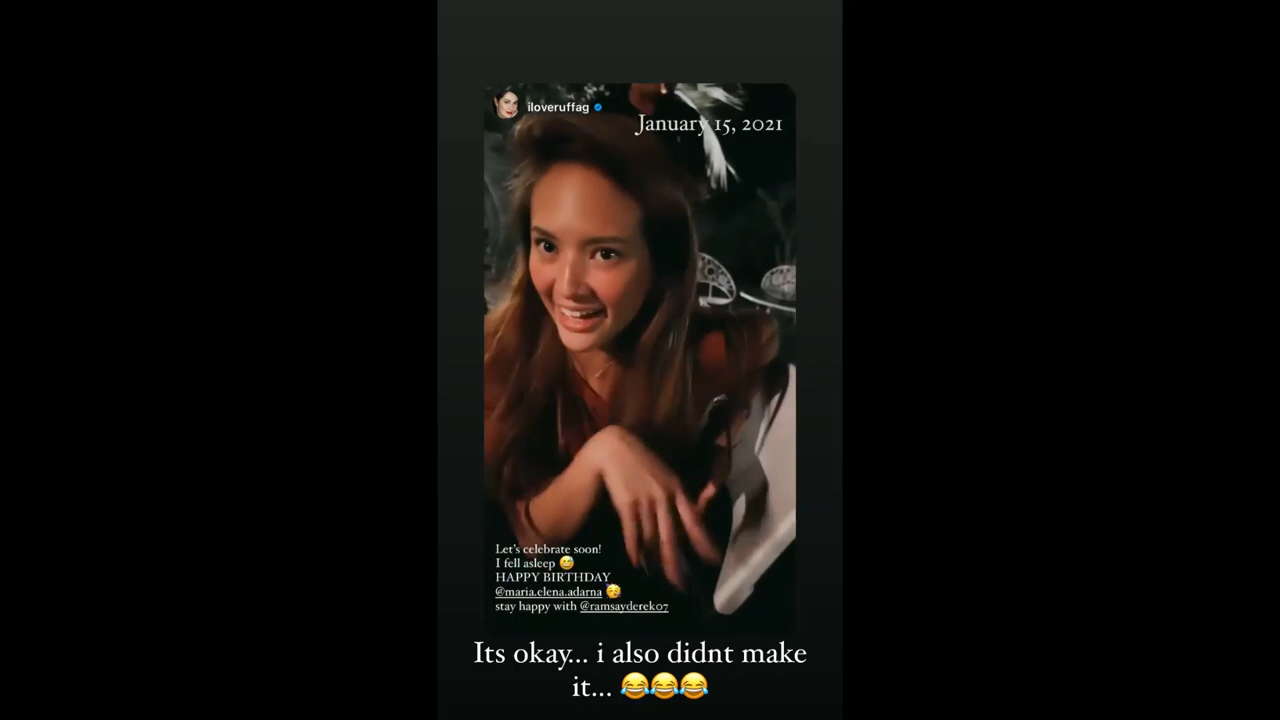 iloveruffag
January 15, 2021
Let's celebrate soon!
I fell asleep 😅
HAPPY BIRTHDAY
@maria.elena.adarna 🥳
stay happy with @ramsayderek07
Its okay... i also didnt make
it... 😂😂😂